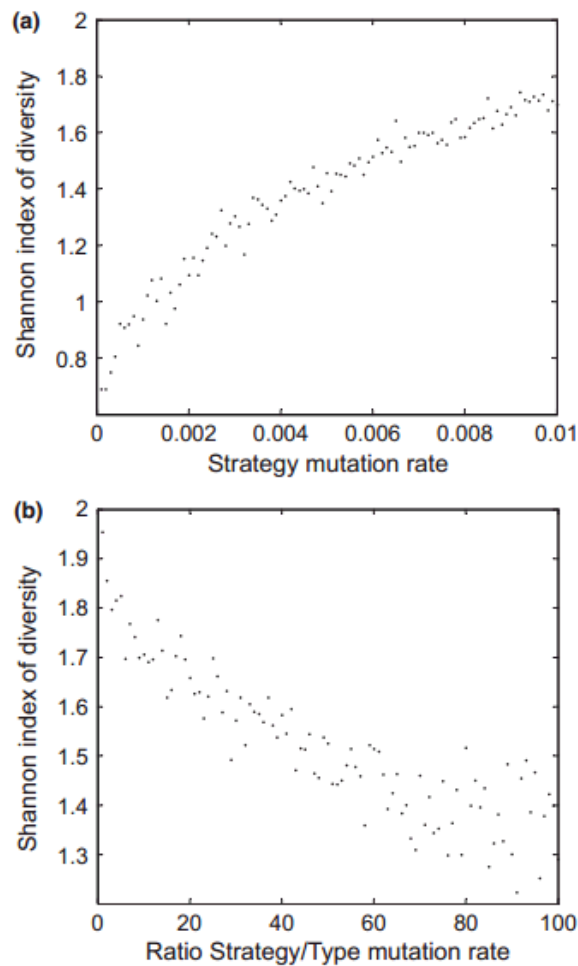 (a)
2
1.8
1.6
1.4
1.2
1
0.8
Shannon index of diversity
0 0.002 0.004 0.006 0.008 0.01
Strategy mutation rate
(b)
2
1.9
1.8
1.7
1.6
1.5
1.4
1.3
Shannon index of diversity
0 20 40 60 80 100
Ratio Strategy/Type mutation rate